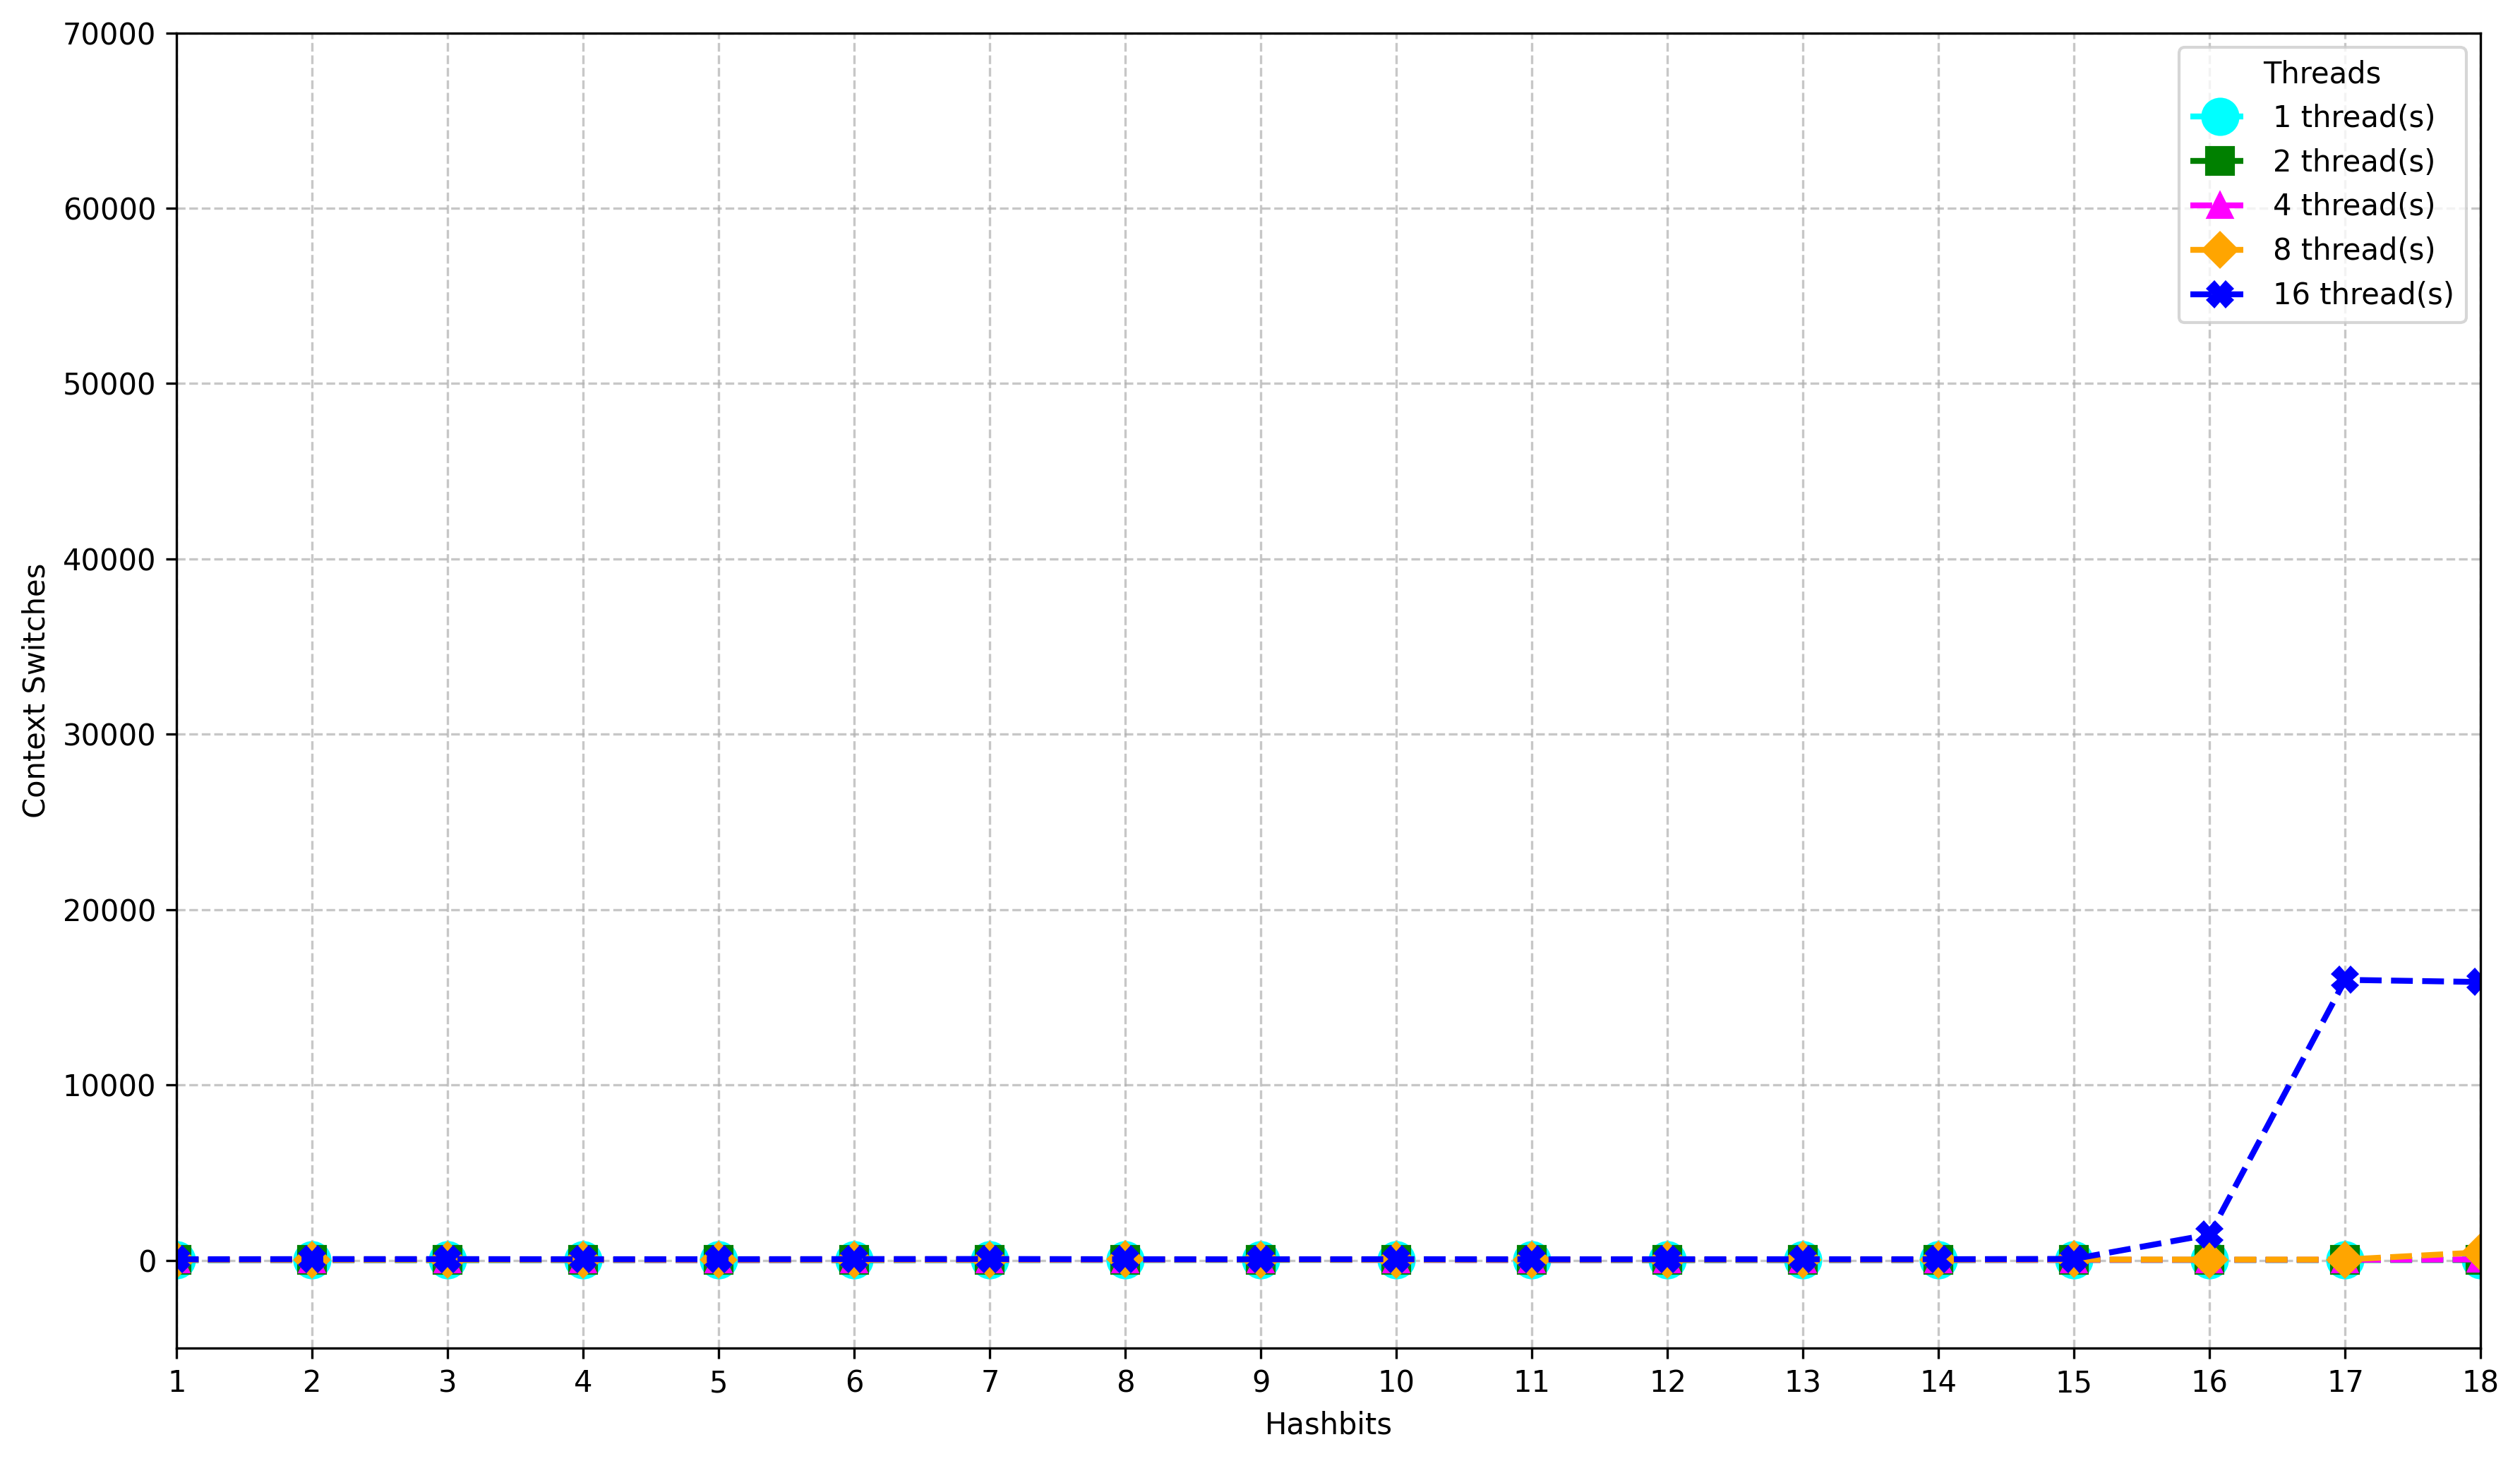 70000
60000
50000
40000
30000
20000
10000
0
Context Switches
Threads
1 thread(s)
2 thread(s)
4 thread(s)
8 thread(s)
16 thread(s)
1 2 3 4 5 6 7 8 9 10 11 12 13 14 15 16 17 18
Hashbits